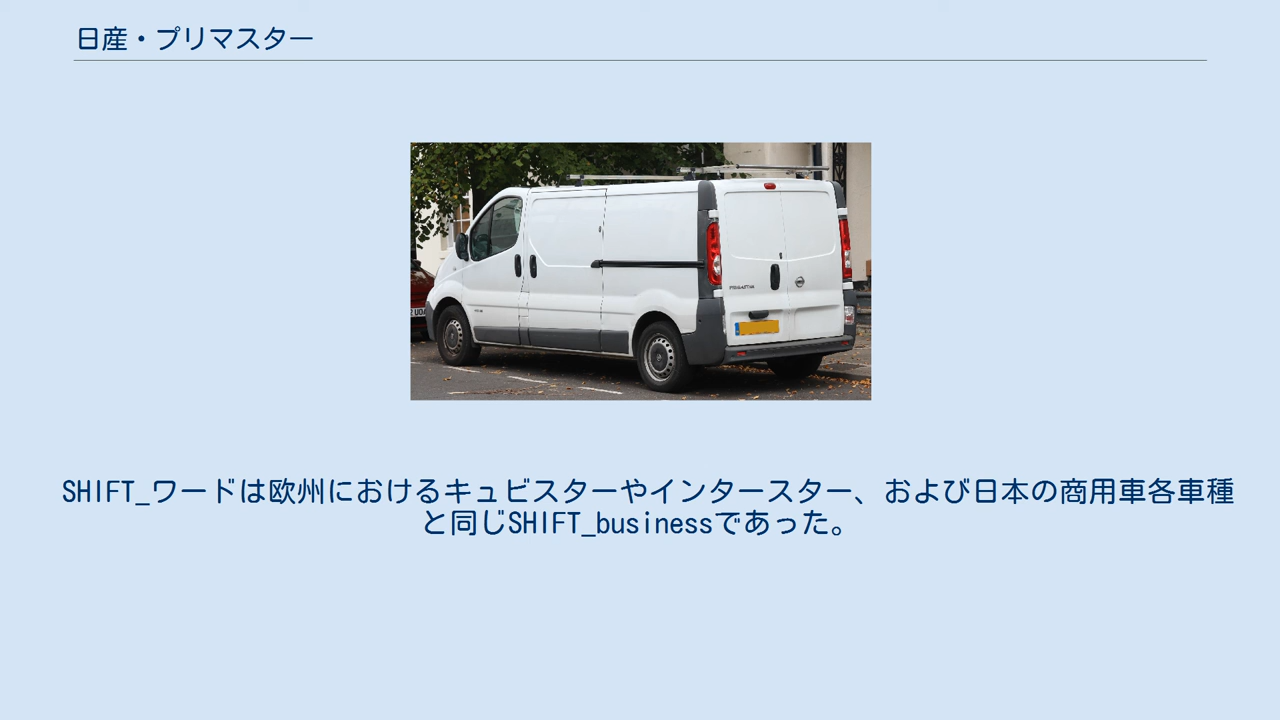 日産・プリマスター
PRIMASTAR
SHIFT_ワードは欧州におけるキュビスターやインタースター、および日本の商用車各車種
と同じSHIFT_businessであった。